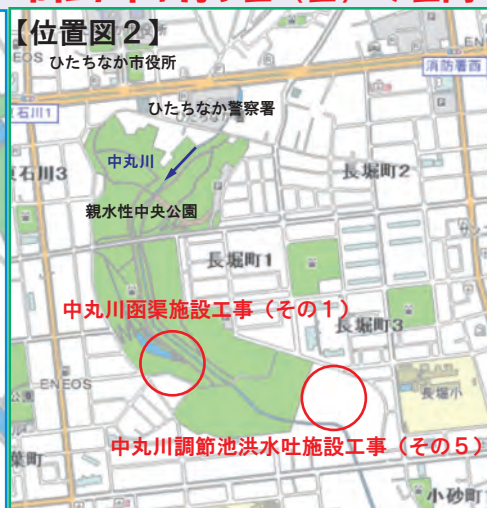 【位置図２】
ひたちなか市役所
消防署西
ひたちなか警察署
石川1
中丸川
石川3
長堀町2
親水性中央公園
長堀町1
中丸川函渠施設工事（その１）
長堀町3
ENEOS
長堀小
中丸川調節池洪水吐施設工事（その５）
葉町
小砂町